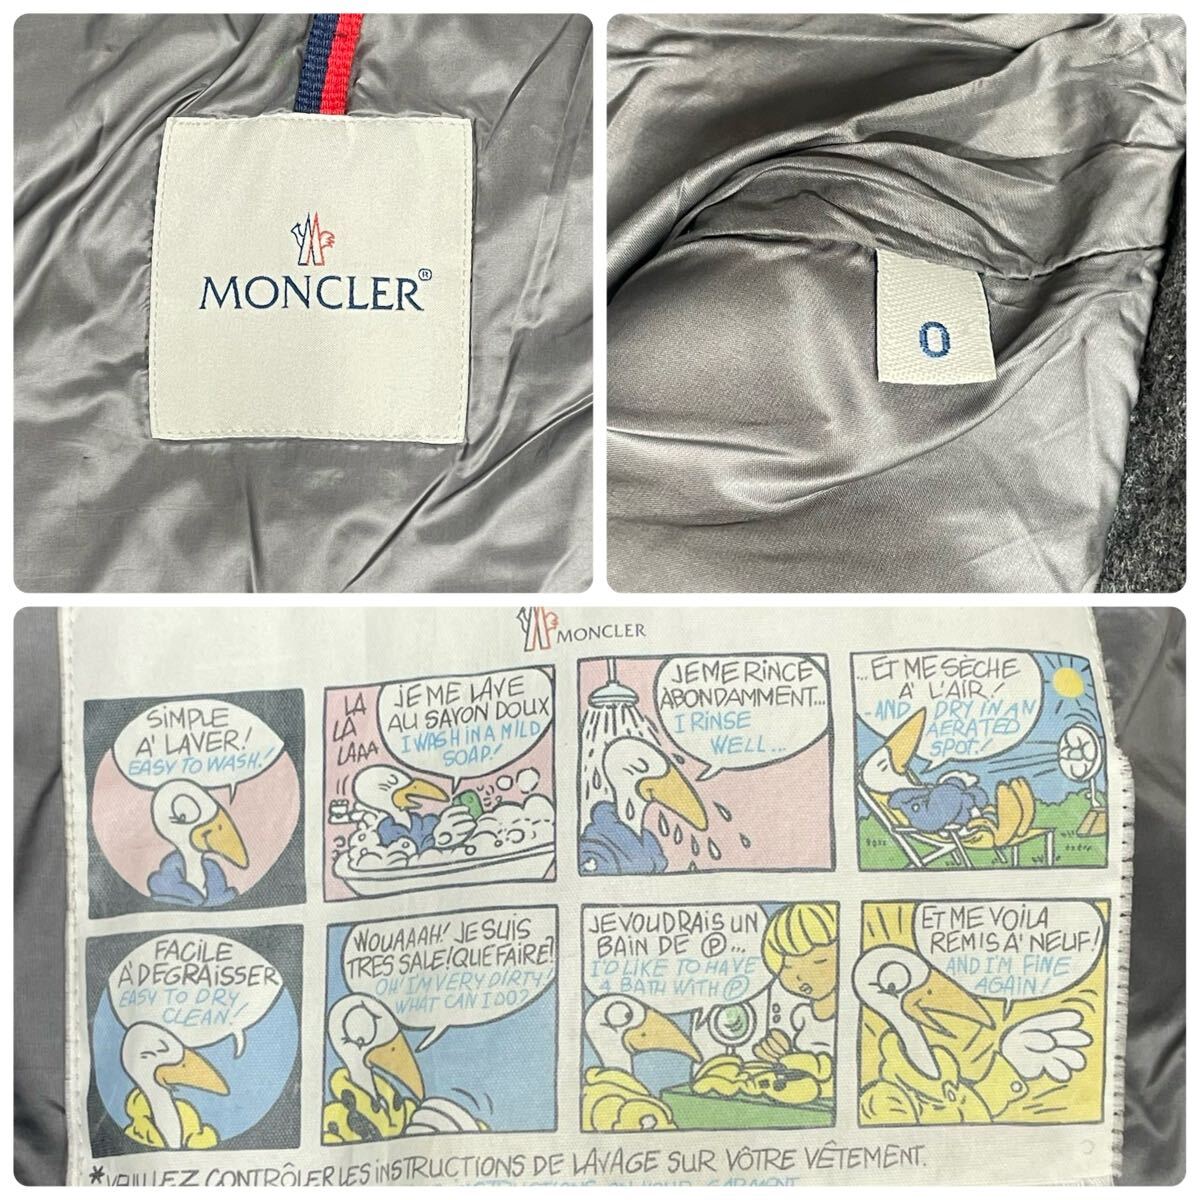 MONCLER®
0
MONCLER
SIMPLE
A' LAVER!
EASY TO WASH!
LA
LA
LAAA
JE ME LAVE
AU SAVON DOUX
I WASH IN A MILD
SOAP!
JE ME RINCE
ABONDAMMENT...
I RINSE
WELL...
...ET ME SÈCHE
A' L'AIR!
-AND DRY IN AN
AERATED
SPOT!
FACILE
A' DEGRAISSER
EASY TO DRY
CLEAN!
WOUAAAH! JE SUIS
TRES SALE! QUE FAIRE?
OH! I'M VERY DIRTY!
WHAT CAN I DO?
JE VOUDRAIS UN
BAIN DE Ⓟ...
I'D LIKE TO HAVE
A BATH WITH Ⓟ
ET ME VOILA
REMIS A' NEUF!
AND I'M FINE
AGAIN!
*VEUILLEZ CONTRÔLER LES INSTRUCTIONS DE LAVAGE SUR VÔTRE VÊTEMENT.
INSTRUCTIONS ON YOUR GARMENT